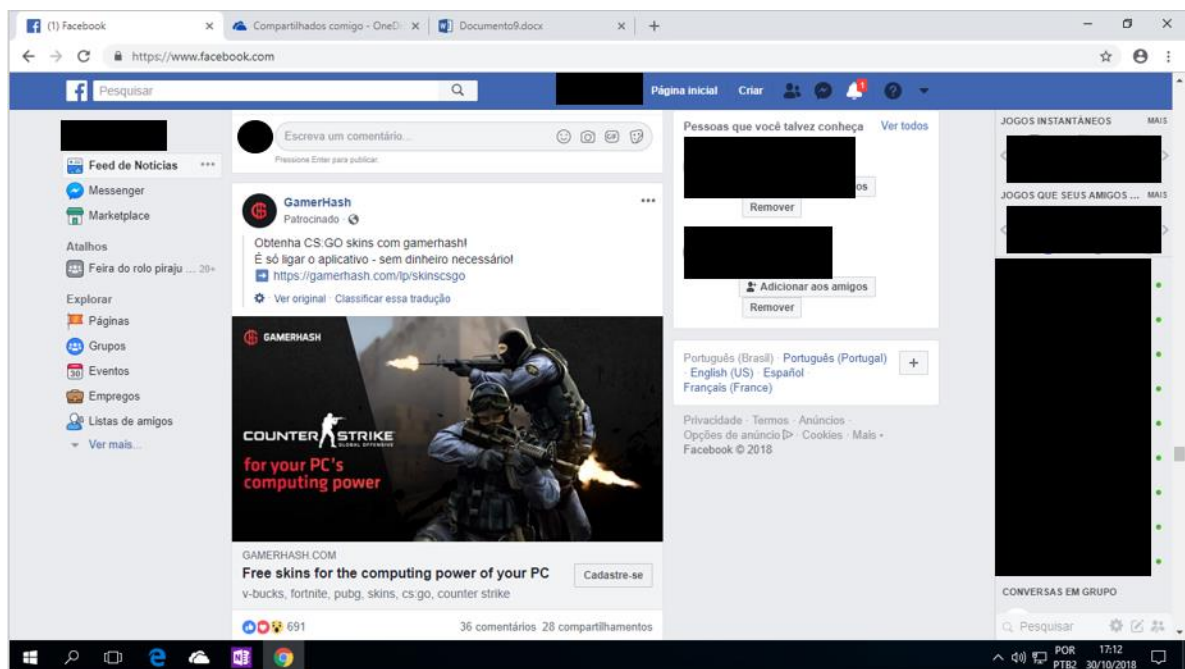 (1) Facebook
Compartilhados comigo - OneD
Documento9.docx
https://www.facebook.com
Pesquisar
Página inicial
Criar
1
Feed de Notícias
Messenger
Marketplace
Atalhos
Feira do rolo piraju ... 20+
Explorar
Páginas
Grupos
30 Eventos
Empregos
Listas de amigos
Ver mais...
Escreva um comentário...
GIF
Pressione Enter para publicar.
GamerHash
Patrocinado ·
Obtenha CS:GO skins com gamerhash!
É só ligar o aplicativo - sem dinheiro necessário!
https://gamerhash.com/lp/skinscsgo
· Ver original · Classificar essa tradução
GAMERHASH
COUNTER STRIKE
GLOBAL OFFENSIVE
for your PC's
computing power
GAMERHASH.COM
Free skins for the computing power of your PC
Cadastre-se
v-bucks, fortnite, pubg, skins, cs:go, counter strike
691
36 comentários 28 compartilhamentos
Pessoas que você talvez conheça
Ver todos
os
Remover
Adicionar aos amigos
Remover
Português (Brasil) · Português (Portugal)
· English (US) · Español ·
Français (France)
Privacidade · Termos · Anúncios ·
Opções de anúncio · Cookies · Mais
Facebook © 2018
JOGOS INSTANTÂNEOS MAIS
JOGOS QUE SEUS AMIGOS ... MAIS
CONVERSAS EM GRUPO
Pesquisar
POR
PTB2
17:12
30/10/2018